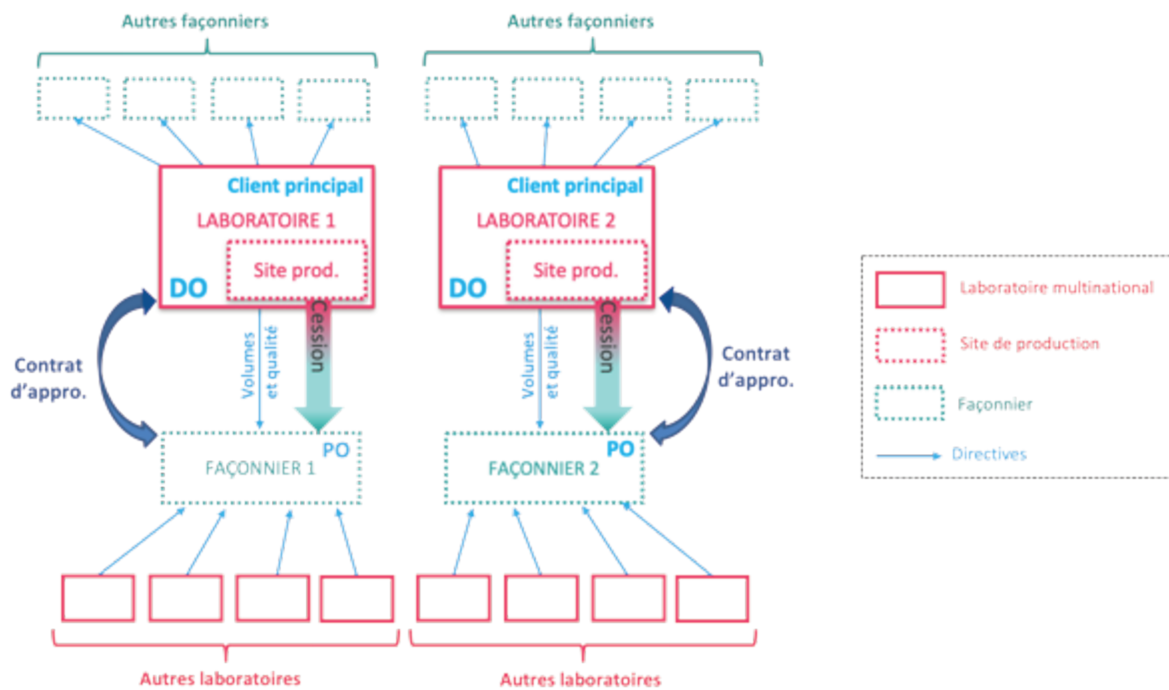 Autres façonniers
Autres façonniers
Client principal
LABORATOIRE 1
Site prod.
DO
Client principal
LABORATOIRE 2
Site prod.
DO
Contrat
d'appro.
Volumes
et qualité
Cession
Volumes
et qualité
Cession
Contrat
d'appro.
PO
FAÇONNIER 1
PO
FAÇONNIER 2
Autres laboratoires
Autres laboratoires
Laboratoire multinational
Site de production
Façonnier
Directives